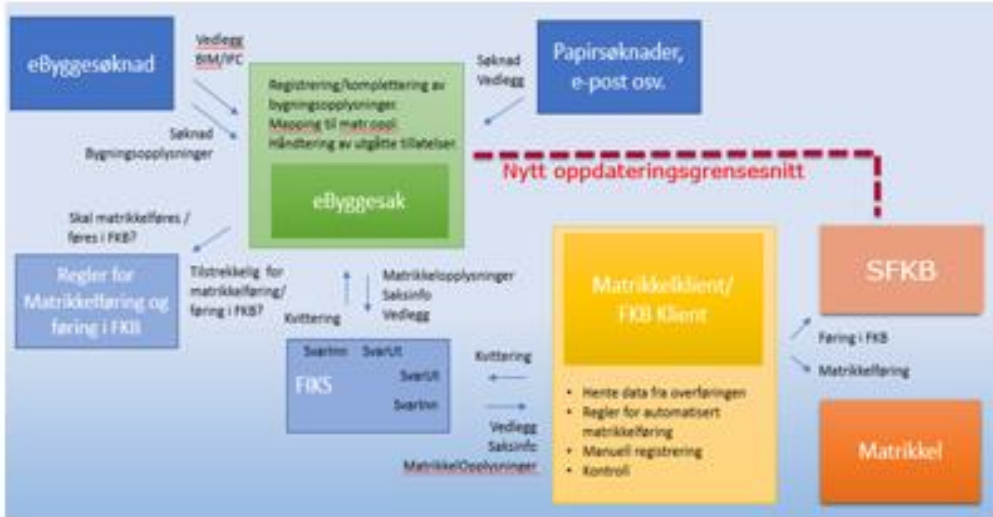 eByggesøknad
Vedlegg
BIM/IFC
Søknad
Bygningsopplysninger
Registrering/komplettering av
bygningsopplysninger.
Mapping til matr.oppl.
Håndtering av utgåtte tillatelser
eByggesak
Søknad
Vedlegg
Papirsøknader,
e-post osv.
Nytt oppdateringsgrensesnitt
Skal matrikkelføres /
føres i FKB?
Regler for
Matrikkelføring og
føring i FKB
Tilstrekkelig for
matrikkelføring/
føring i FKB?
Kvittering
Matrikkelopplysninger
Saksinfo
Vedlegg
SvarInn SvarUt
FIKS
SvarUt
SvarInn
Kvittering
Vedlegg
Saksinfo
MatrikkelOpplysninger
Matrikkelklient/
FKB Klient
• Hente data fra overføringen
• Regler for automatisert
matrikkelføring
• Manuell registrering
• Kontroll
SFKB
Føring i FKB
Matrikkelføring
Matrikkel